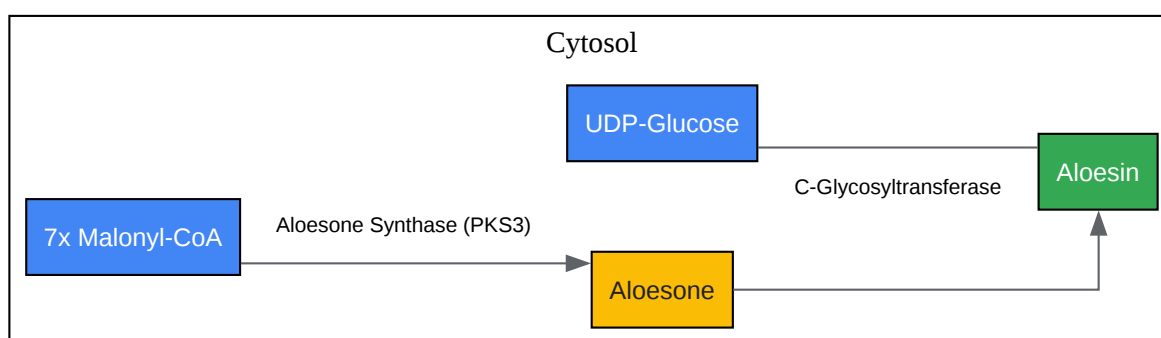 Cytosol
UDP-Glucose
C-Glycosyltransferase
Aloesin
7x Malonyl-CoA
Aloesone Synthase (PKS3)
Aloesone